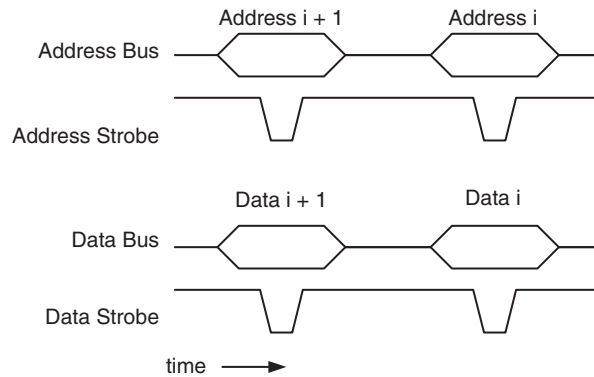 Address i + 1 Address i
Address Bus
Address Strobe
Data i + 1 Data i
Data Bus
Data Strobe
time